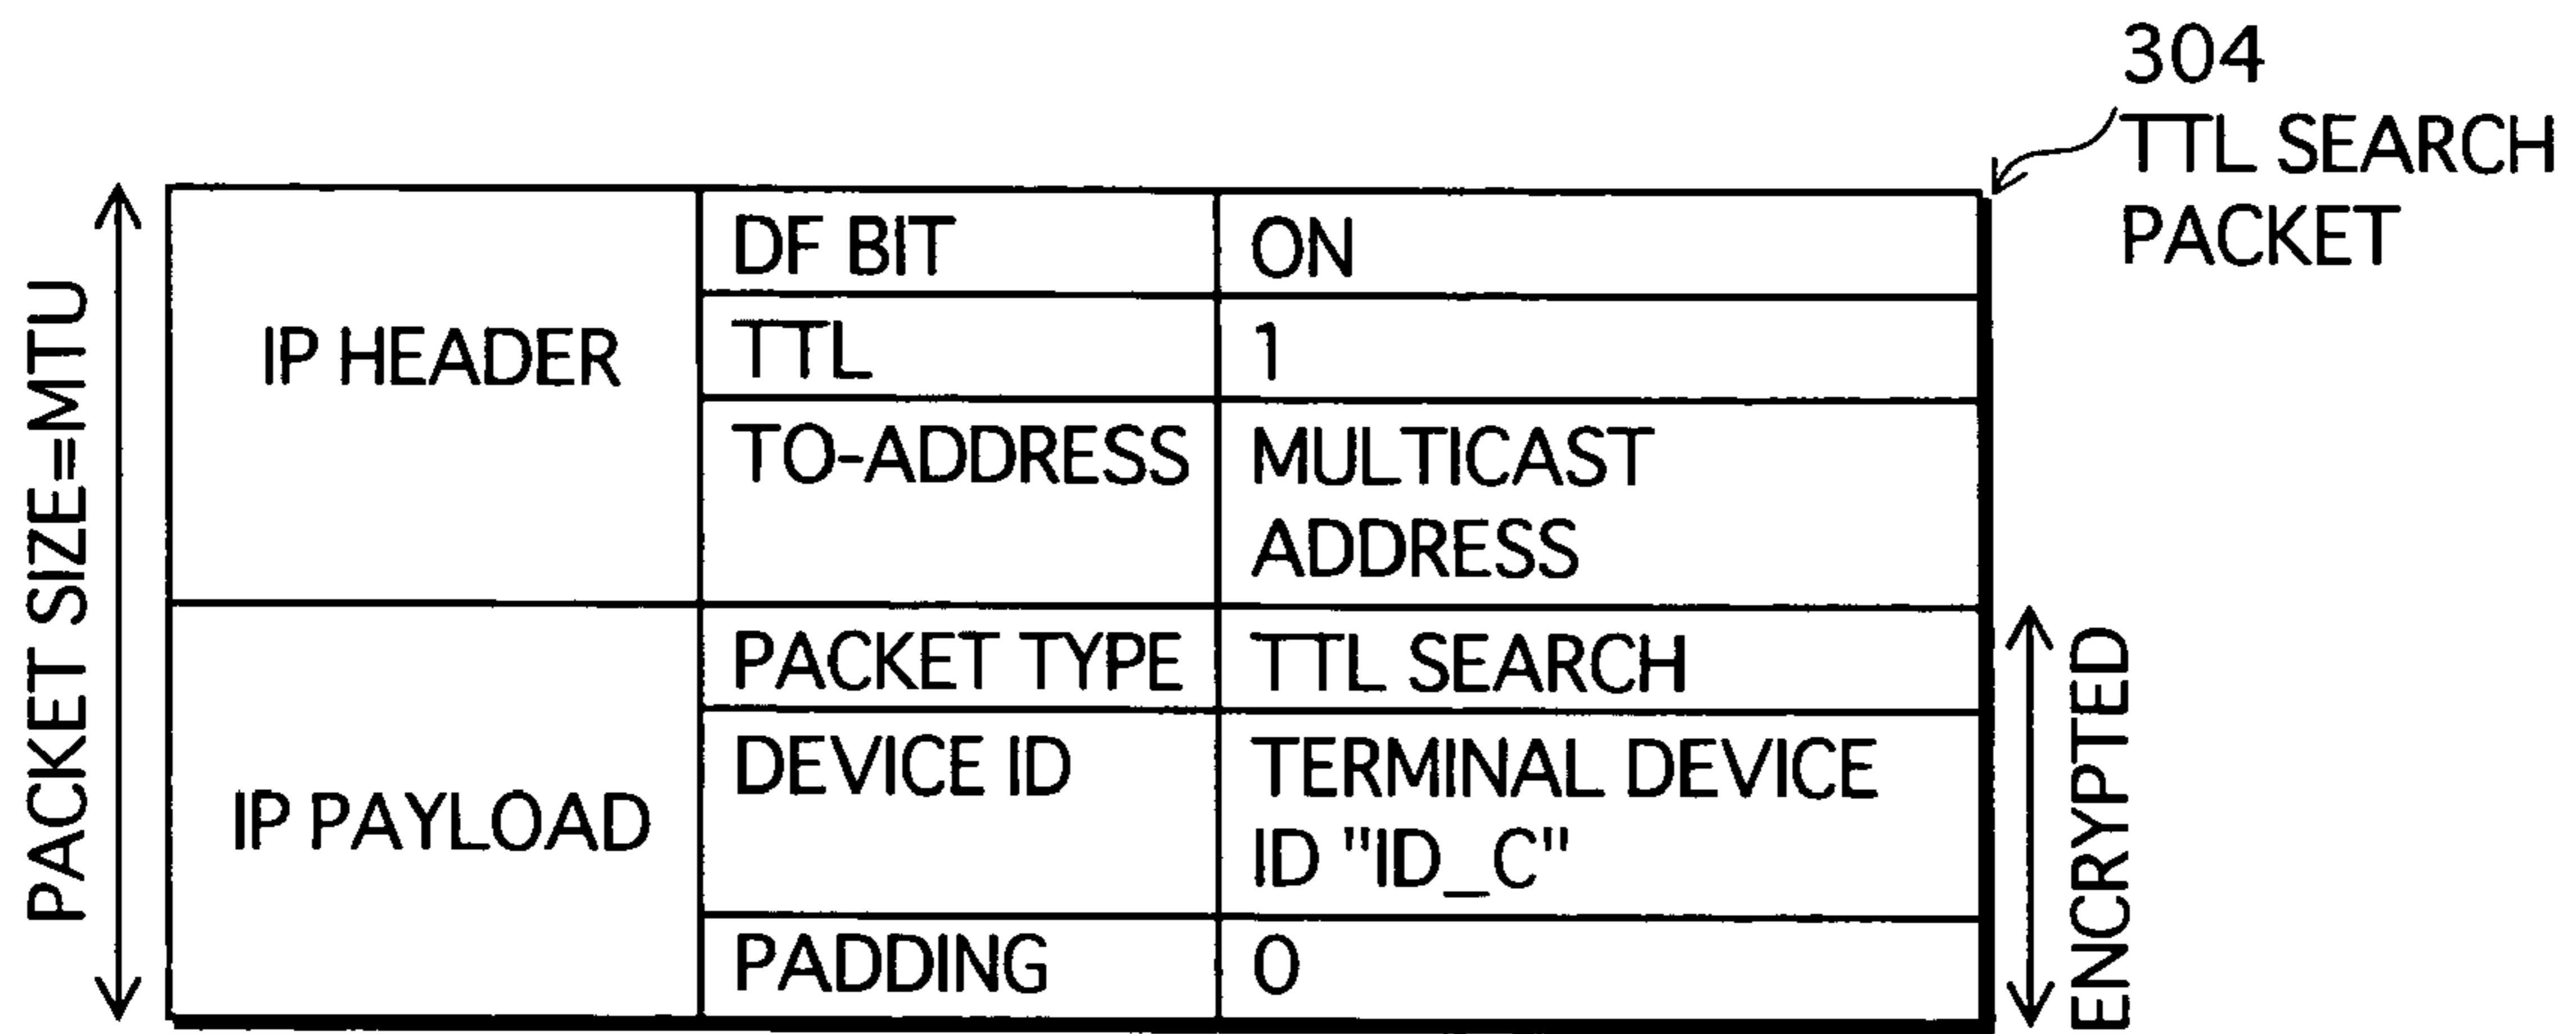 304
TTL SEARCH
PACKET
PACKET SIZE=MTU
IP HEADER
DF BIT
ON
TTL
1
TO-ADDRESS
MULTICAST
ADDRESS
IP PAYLOAD
PACKET TYPE
TTL SEARCH
DEVICE ID
TERMINAL DEVICE
ID "ID_C"
PADDING
0
ENCRYPTED